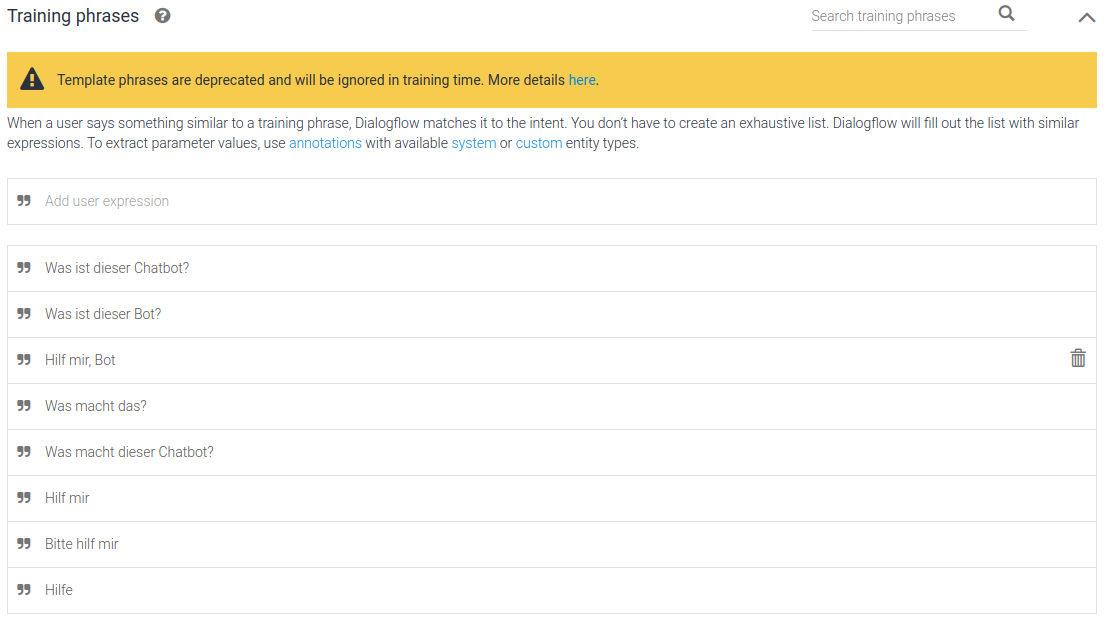 Training phrases
Search training phrases
Template phrases are deprecated and will be ignored in training time. More details here.
When a user says something similar to a training phrase, Dialogflow matches it to the intent. You don’t have to create an exhaustive list. Dialogflow will fill out the list with similar
expressions. To extract parameter values, use annotations with available system or custom entity types.
Add user expression
Was ist dieser Chatbot?
Was ist dieser Bot?
Hilf mir, Bot
Was macht das?
Was macht dieser Chatbot?
Hilf mir
Bitte hilf mir
Hilfe